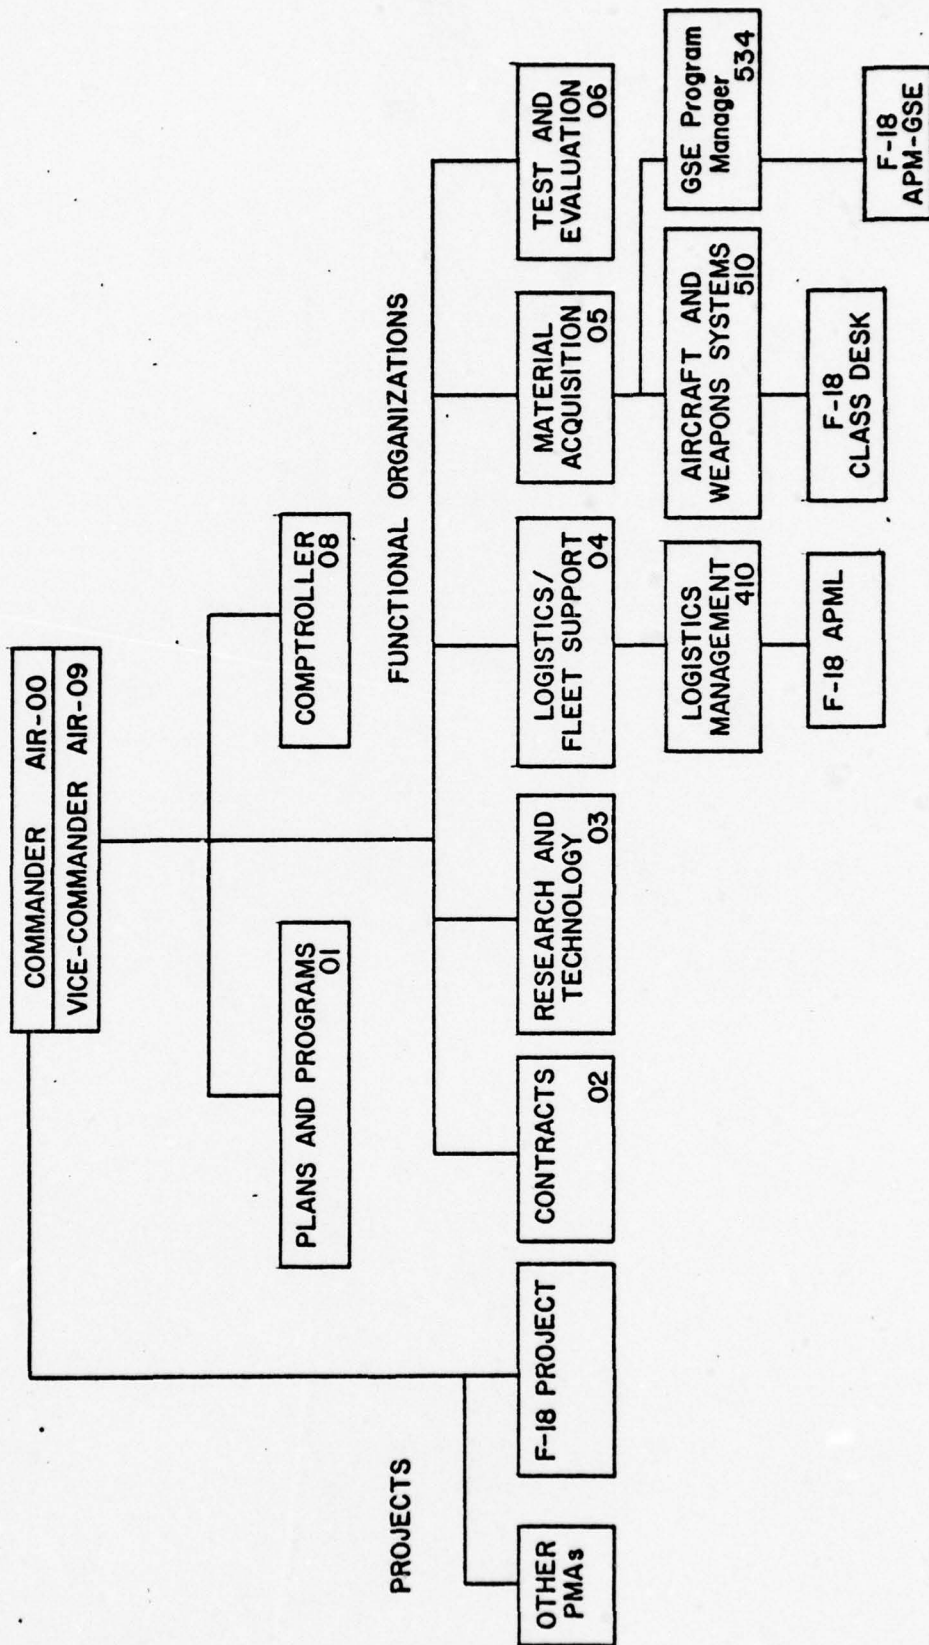 COMMANDER AIR-00
VICE-COMMANDER AIR-09
PLANS AND PROGRAMS
01
COMPTROLLER
08
PROJECTS
FUNCTIONAL ORGANIZATIONS
OTHER
PMAs
F-18 PROJECT
CONTRACTS
02
RESEARCH AND
TECHNOLOGY
03
LOGISTICS/
FLEET SUPPORT
04
MATERIAL
ACQUISITION
05
TEST AND
EVALUATION
06
LOGISTICS
MANAGEMENT
410
AIRCRAFT AND
WEAPONS SYSTEMS
510
GSE Program
Manager
534
F-18 APML
F-18
CLASS DESK
F-18
APM-GSE